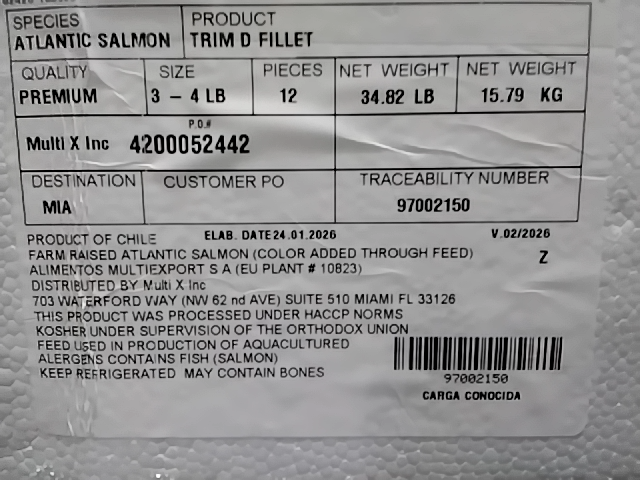 SPECIES PRODUCT
ATLANTIC SALMON TRIM D FILLET
QUALITY SIZE PIECES NET WEIGHT NET WEIGHT
PREMIUM 3 – 4 LB 12 34.82 LB 15.79 KG
P.O.#
Multi X Inc 4200052442
DESTINATION CUSTOMER PO TRACEABILITY NUMBER
MIA 97002150
PRODUCT OF CHILE ELAB. DATE24.01.2026 V.02/2026
FARM RAISED ATLANTIC SALMON (COLOR ADDED THROUGH FEED) Z
ALIMENTOS MULTIEXPORT S A (EU PLANT # 10823)
DISTRIBUTED BY Multi X Inc
703 WATERFORD WAY (NW 62 nd AVE) SUITE 510 MIAMI FL 33126
THIS PRODUCT WAS PROCESSED UNDER HACCP NORMS
KOSHER UNDER SUPERVISION OF THE ORTHODOX UNION
FEED USED IN PRODUCTION OF AQUACULTURED
ALERGENS CONTAINS FISH (SALMON)
KEEP REFRIGERATED MAY CONTAIN BONES
97002150
CARGA CONOCIDA